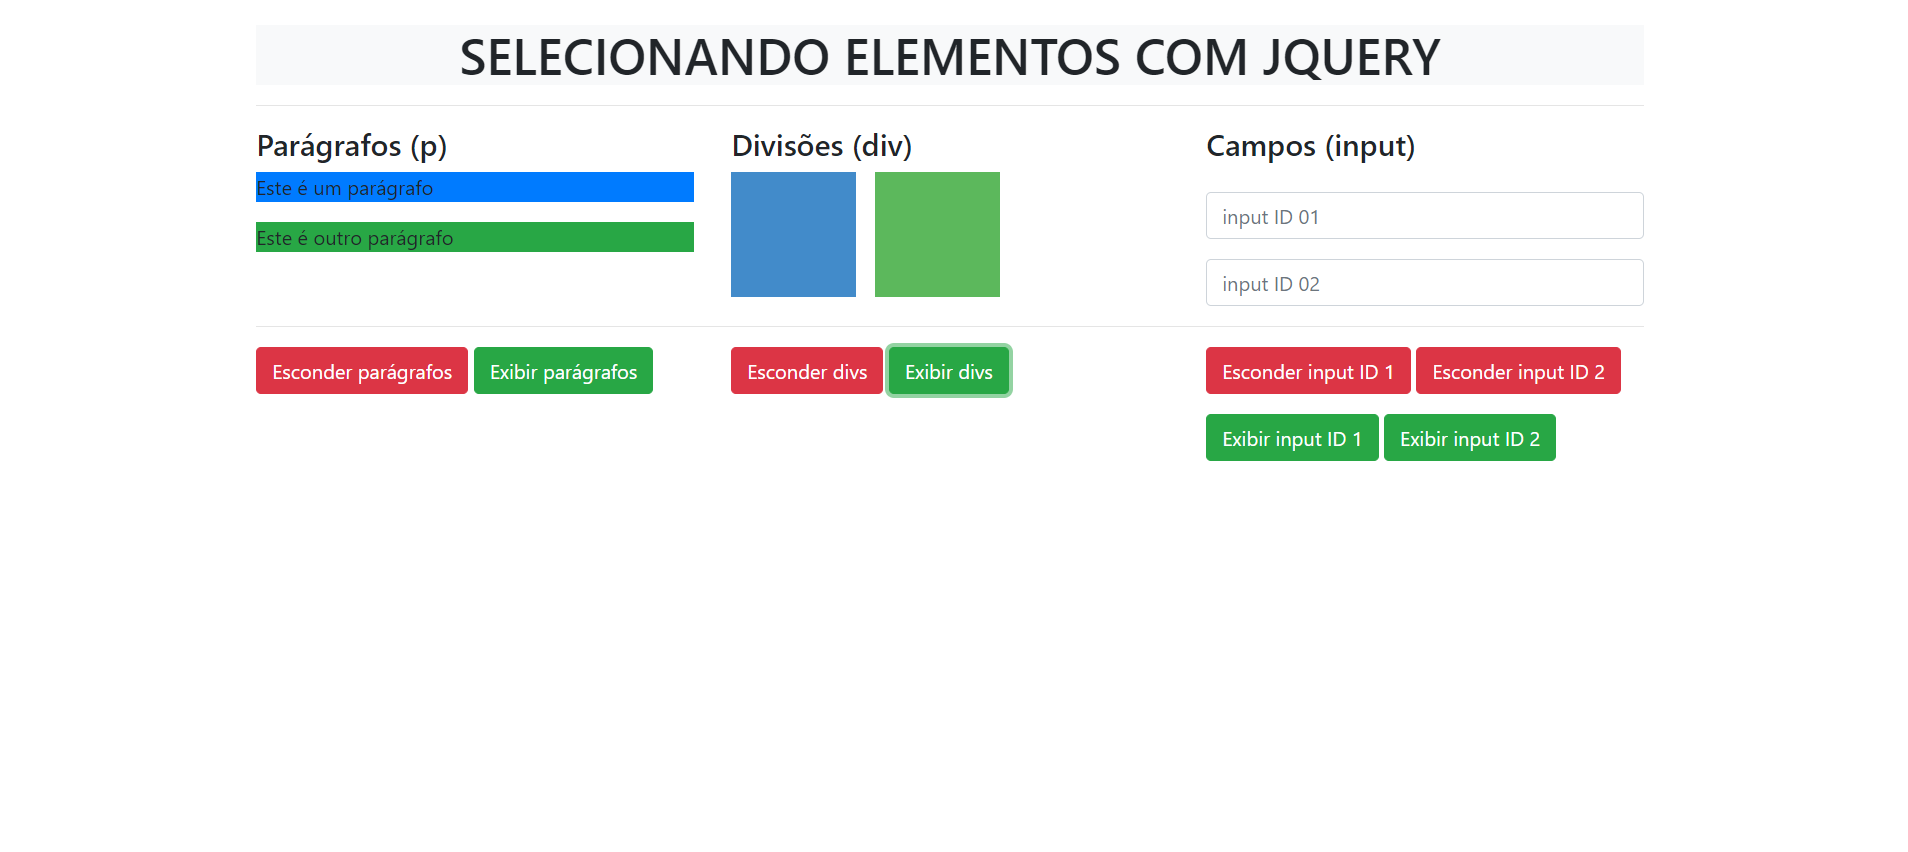 SELECIONANDO ELEMENTOS COM JQUERY
Parágrafos (p)
Este é um parágrafo
Este é outro parágrafo
Divisões (div)
Campos (input)
input ID 01
input ID 02
Esconder parágrafos Exibir parágrafos
Esconder divs Exibir divs
Esconder input ID 1 Esconder input ID 2
Exibir input ID 1 Exibir input ID 2